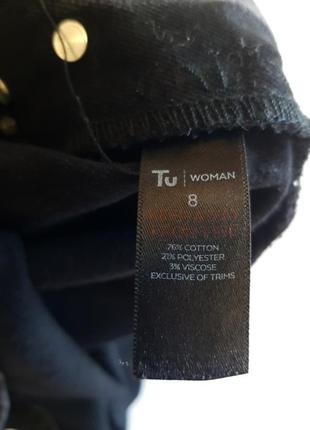 Tu | WOMAN
8
76% COTTON
21% POLYESTER
3% VISCOSE
EXCLUSIVE OF TRIMS